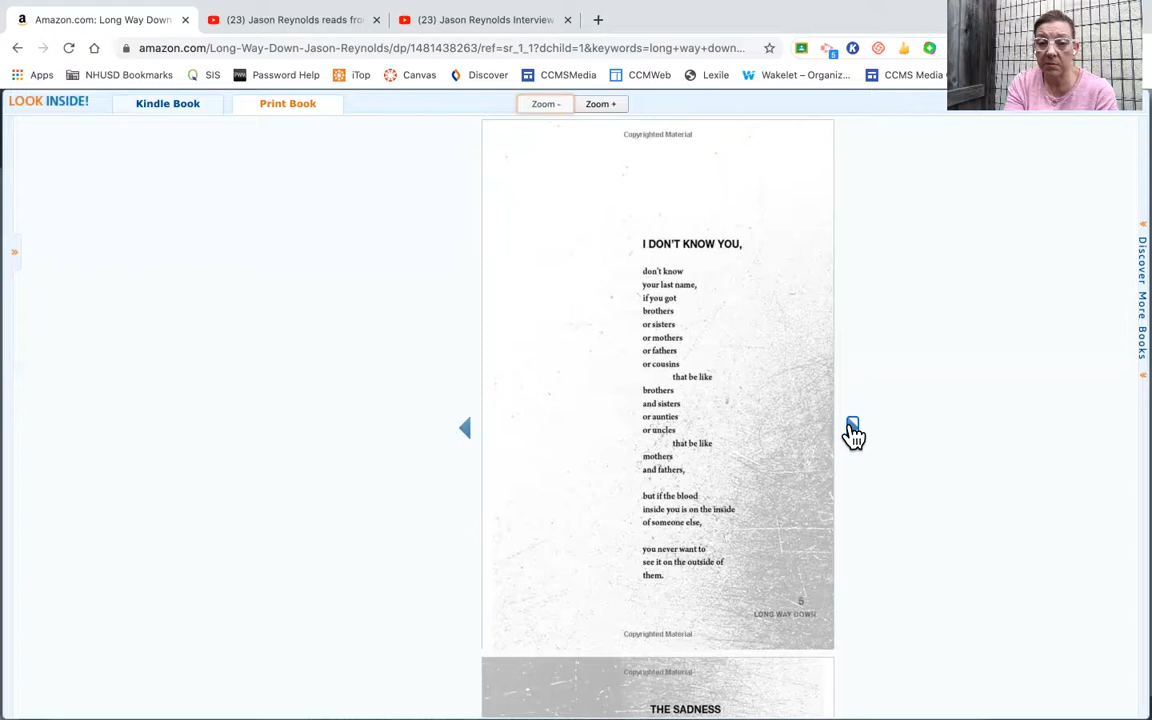 Amazon.com: Long Way Down
(23) Jason Reynolds reads fro
(23) Jason Reynolds Interview
amazon.com/Long-Way-Down-Jason-Reynolds/dp/1481438263/ref=sr_1_1?dchild=1&keywords=long+way+down...
Apps
NHUSD Bookmarks
SIS
Password Help
iTop
Canvas
Discover
CCMSMedia
CCMWeb
Lexile
Wakelet – Organiz...
CCMS Media
LOOK INSIDE!
Kindle Book
Print Book
Zoom -
Zoom +
Copyrighted Material
I DON'T KNOW YOU,
don't know
your last name,
if you got
brothers
or sisters
or mothers
or fathers
or cousins
that be like
brothers
and sisters
or aunties
or uncles
that be like
mothers
and fathers,
but if the blood
inside you is on the inside
of someone else,
you never want to
see it on the outside of
them.
5
LONG WAY DOWN
Copyrighted Material
Copyrighted Material
THE SADNESS
Discover More Books